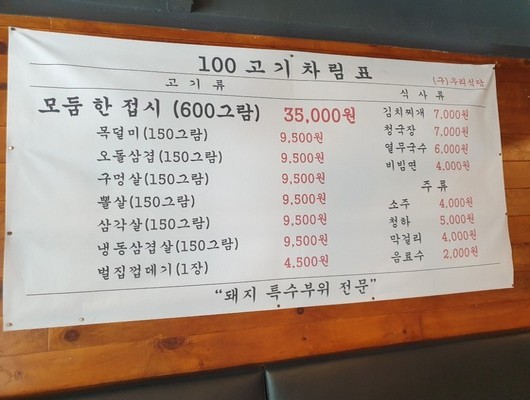 100 고기차림표
(구)우리식당
고기류
모둠 한 접시 (600그람) 35,000원
목덜미(150그람) 9,500원
오돌삼겹(150그람) 9,500원
구멍살(150그람) 9,500원
뽈살(150그람) 9,500원
삼각살(150그람) 9,500원
냉동삼겹살(150그람) 9,500원
벌집껍데기(1장) 4,500원
식사류
김치찌개 7,000원
청국장 7,000원
열무국수 6,000원
비빔면 4,000원
주류
소주 4,000원
청하 5,000원
막걸리 4,000원
음료수 2,000원
"돼지 특수부위 전문"